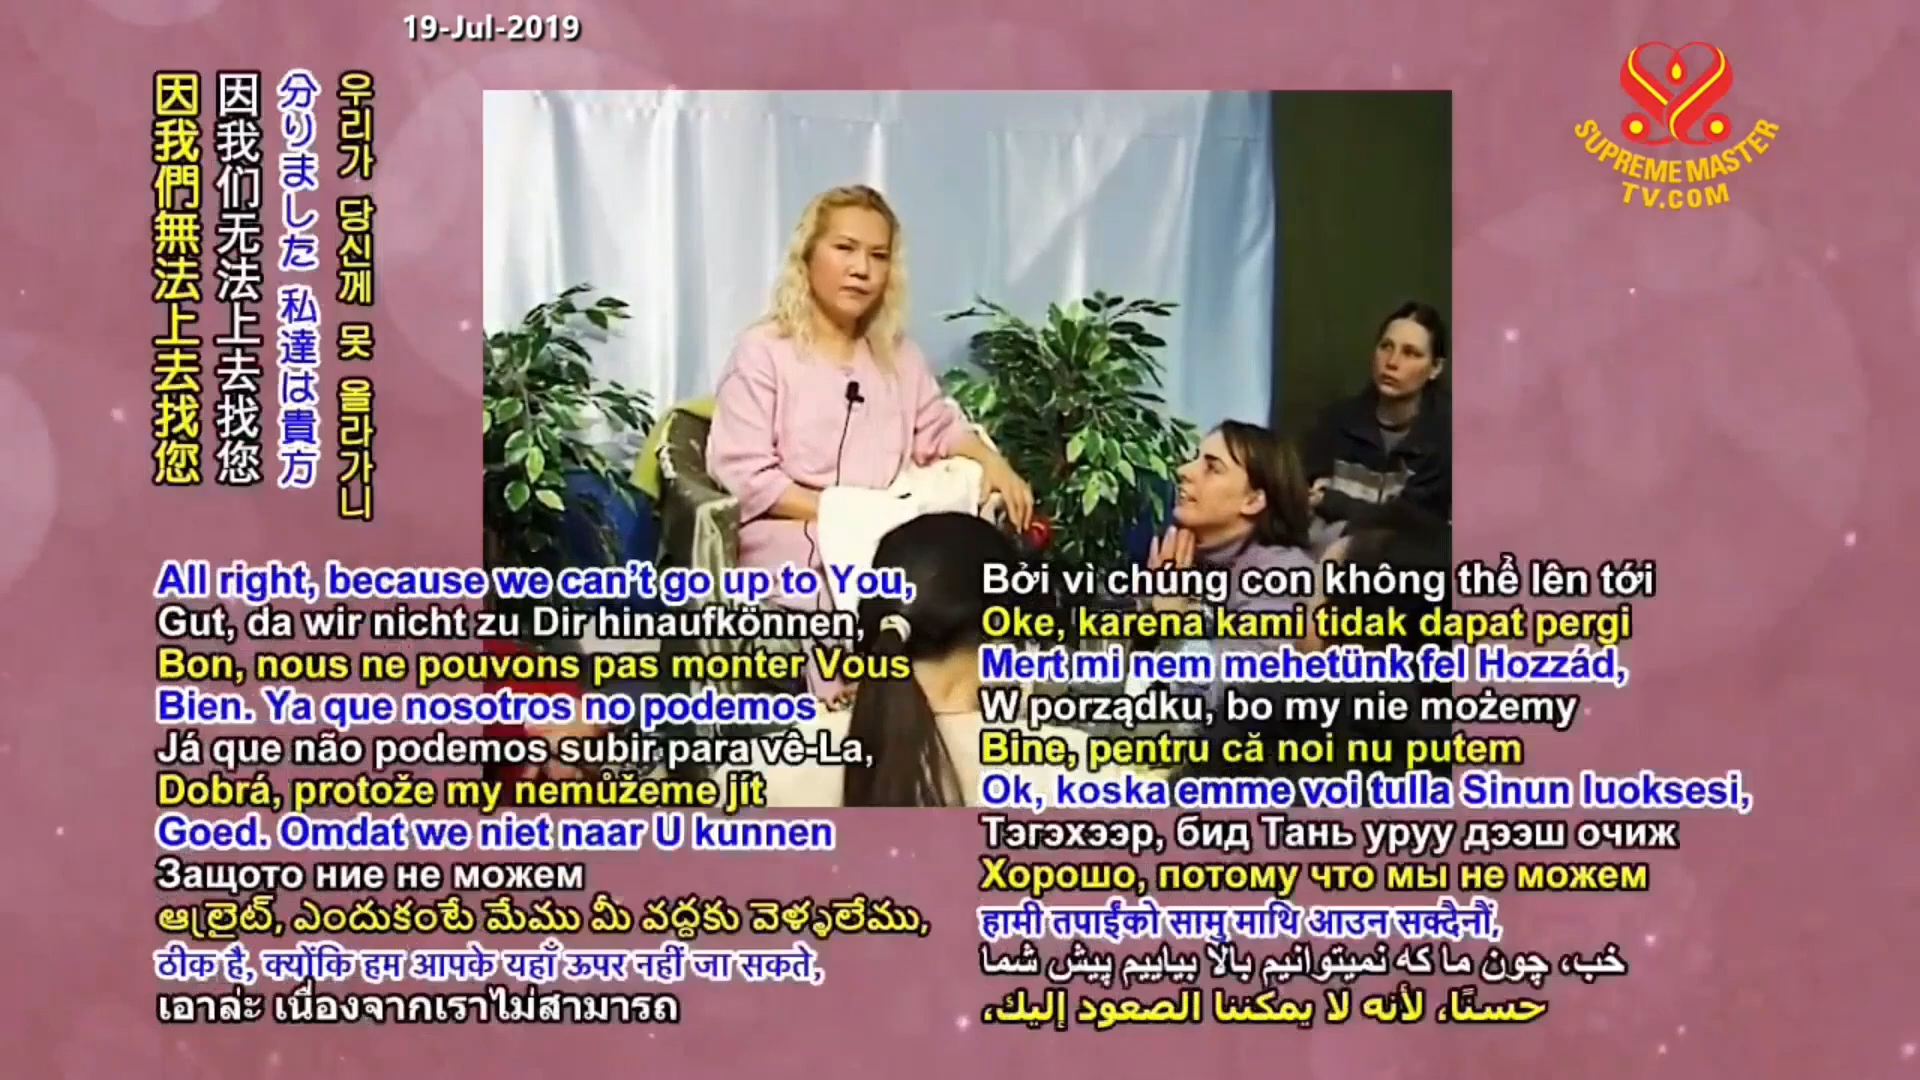 19-Jul-2019
SUPREME MASTER
TV.COM
因我們無法上去找您
因我们无法上去找您
分りました 私達は貴方
우리가 당신께 못 올라가니
All right, because we can't go up to You,
Gut, da wir nicht zu Dir hinaufkönnen,
Bon, nous ne pouvons pas monter Vous
Bien. Ya que nosotros no podemos
Já que não podemos subir para vê-La,
Dobrá, protože my nemůžeme jít
Goed. Omdat we niet naar U kunnen
Защото ние не можем
ఆల్రైట్, ఎందుకంటే మేము మీ వద్దకు వెళ్ళలేము,
ठीक है, क्योंकि हम आपके यहाँ ऊपर नहीं जा सकते,
เอาล่ะ เนื่องจากเราไม่สามารถ
Bởi vì chúng con không thể lên tới
Oke, karena kami tidak dapat pergi
Mert mi nem mehetünk fel Hozzád,
W porządku, bo my nie możemy
Bine, pentru că noi nu putem
Ok, koska emme voi tulla Sinun luoksesi,
Тэгэхээр, бид Тань уруу дээш очиж
Хорошо, потому что мы не можем
हामी तपाईंको सामु माथि आउन सक्दैनौं,
خب، چون ما که نمیتوانیم بالا بیاییم پیش شما
حسنًا، لأنه لا يمكننا الصعود إليك،